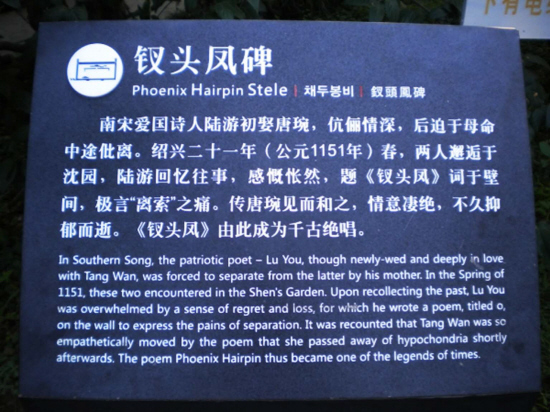 下有电
钗头凤碑
Phoenix Hairpin Stele | 채두봉비 | 釵頭鳳碑
南宋爱国诗人陆游初娶唐琬，伉俪情深，后迫于母命
中途仳离。绍兴二十一年（公元1151年）春，两人邂逅于
沈园，陆游回忆往事，感慨怅然，题《钗头凤》词于壁
间，极言“离索”之痛。传唐琬见而和之，情意凄绝，不久抑
郁而逝。《钗头凤》由此成为千古绝唱。
In Southern Song, the patriotic poet – Lu You, though newly-wed and deeply in love
with Tang Wan, was forced to separate from the latter by his mother. In the Spring of
1151, these two encountered in the Shen's Garden. Upon recollecting the past, Lu You
was overwhelmed by a sense of regret and loss, for which he wrote a poem, titled o,
on the wall to express the pains of separation. It was recounted that Tang Wan was so
empathetically moved by the poem that she passed away of hypochondria shortly
afterwards. The poem Phoenix Hairpin thus became one of the legends of times.